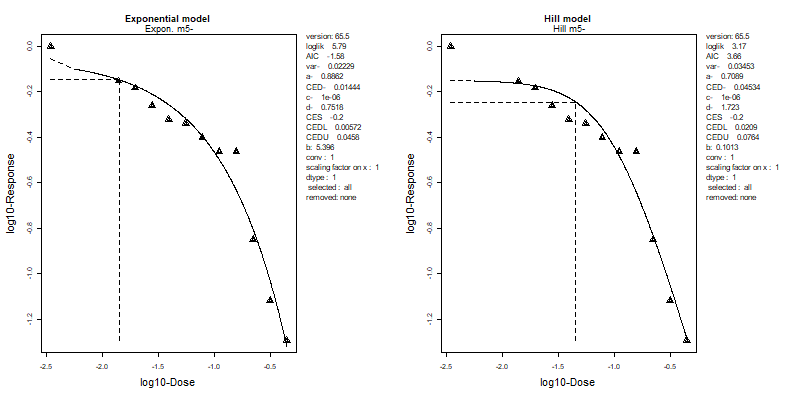 Exponential model
Expon. m5-
version: 65.5
loglik 5.79
AIC -1.58
var- 0.02229
a- 0.8862
CED- 0.01444
c- 1e-06
d- 0.7518
CES -0.2
CEDL 0.00572
CEDU 0.0456
b: 5.396
conv : 1
scaling factor on x : 1
dtype : 1
selected : all
removed: none
log10-Response
0.0
-0.2
-0.4
-0.6
-0.8
-1.0
-1.2
-2.5
-2.0
-1.5
-1.0
-0.5
log10-Dose
Hill model
Hill m5-
version: 65.5
loglik 3.17
AIC 3.66
var- 0.03453
a- 0.7089
CED- 0.04534
c- 1e-06
d- 1.723
CES -0.2
CEDL 0.0209
CEDU 0.0764
b: 0.1013
conv : 1
scaling factor on x : 1
dtype : 1
selected : all
removed: none
log10-Response
0.0
-0.2
-0.4
-0.6
-0.8
-1.0
-1.2
-2.5
-2.0
-1.5
-1.0
-0.5
log10-Dose